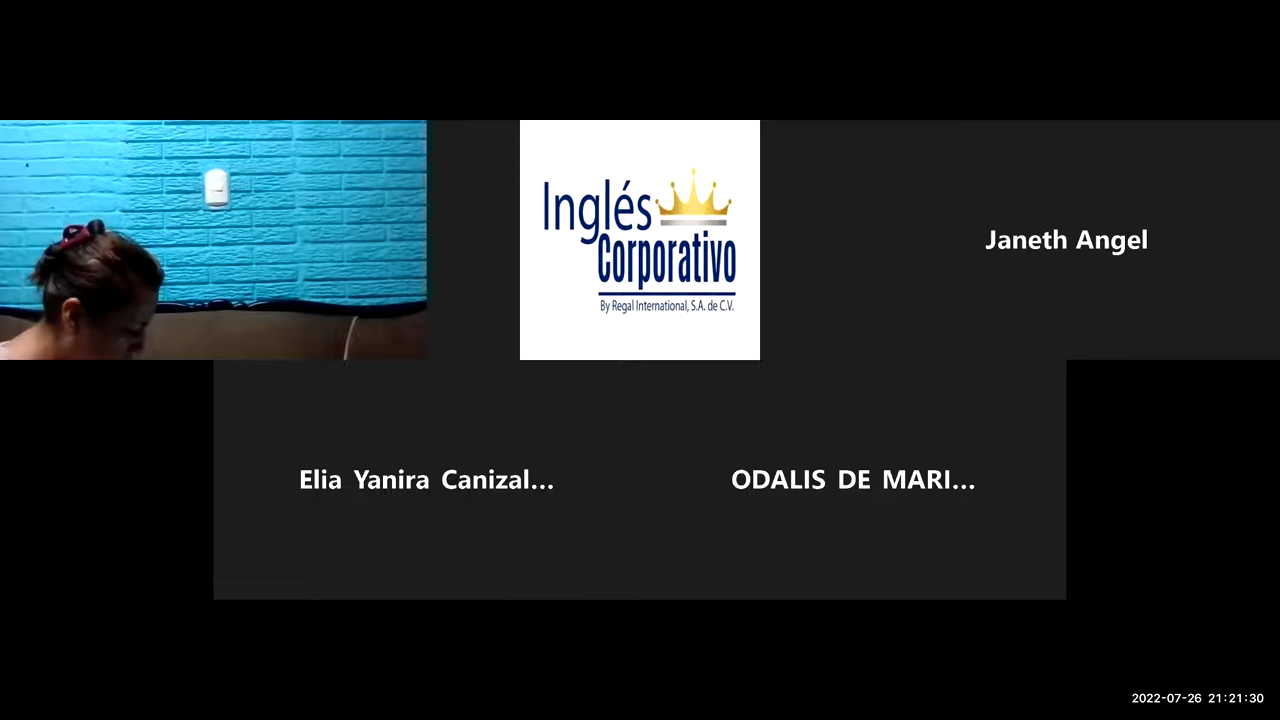 Inglés
Corporativo
By Regal International, S.A. de C.V.
Janeth Angel
Elia Yanira Canizal...
ODALIS DE MARI...
2022-07-26 21:21:30